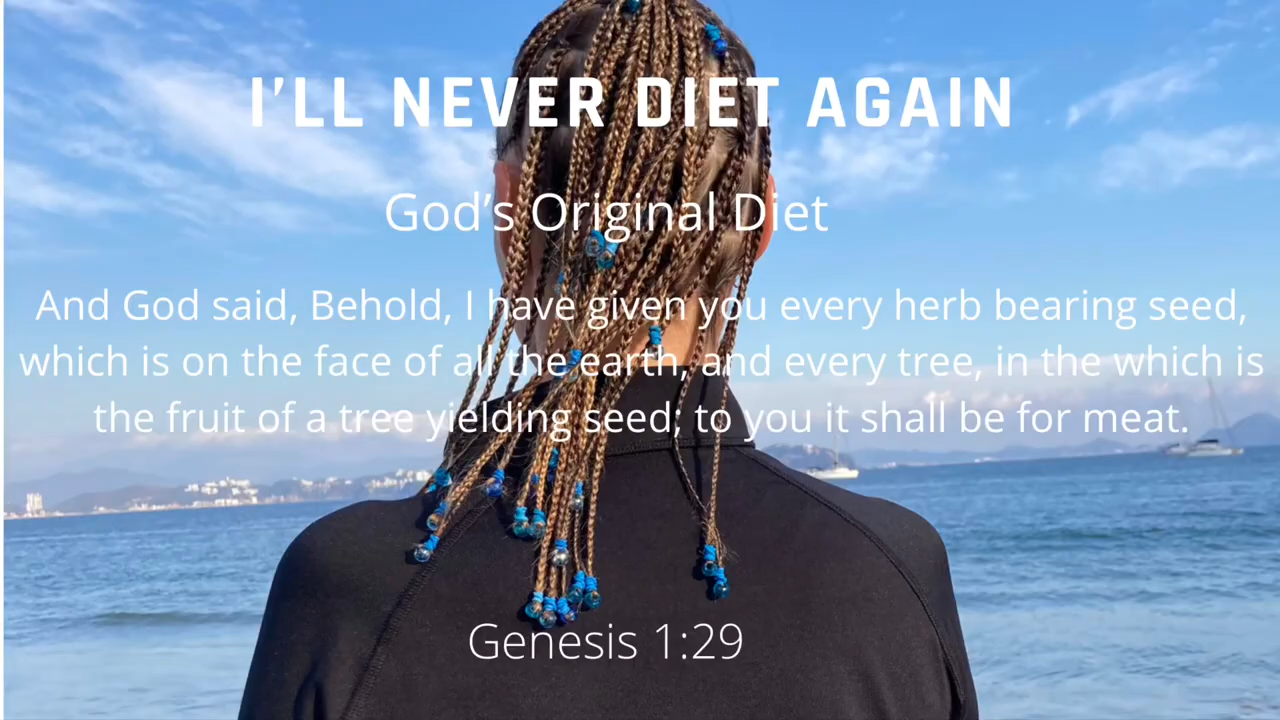 I’LL NEVER DIET AGAIN
God’s Original Diet
And God said, Behold, I have given you every herb bearing seed,
which is on the face of all the earth, and every tree, in the which is
the fruit of a tree yielding seed; to you it shall be for meat.
Genesis 1:29